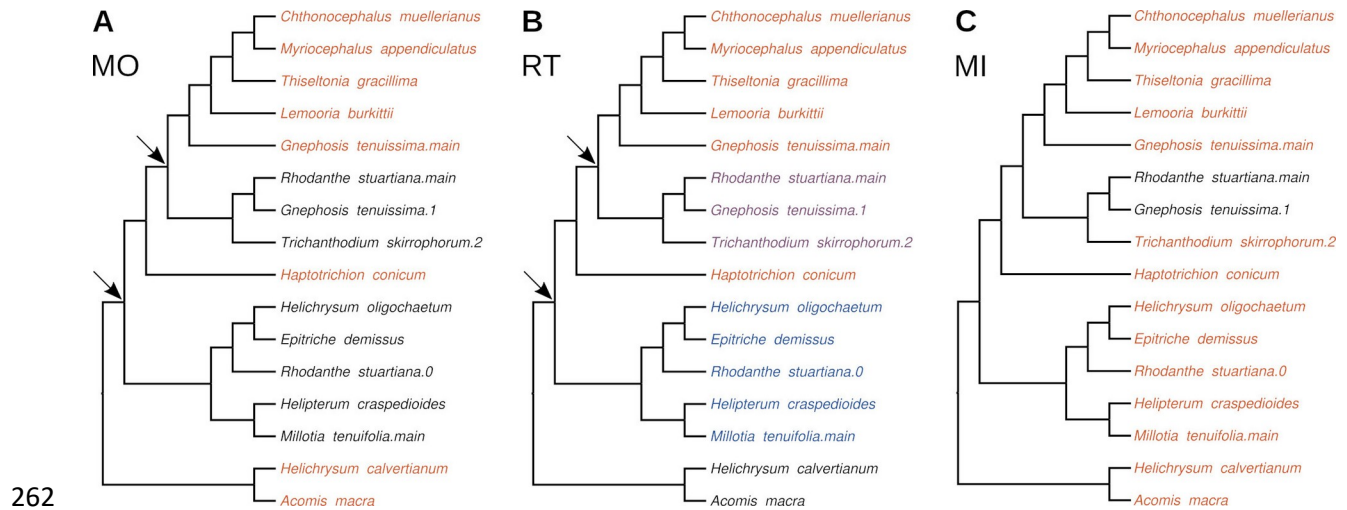 A
MO
Chthonocephalus muellerianus
Myriocephalus appendiculatus
Thiseltonia gracillima
Lemooria burkittii
Gnephosis tenuissima.main
Rhodanthe stuartiana.main
Gnephosis tenuissima.1
Trichanthodium skirrophorum.2
Haptotrichion conicum
Helichrysum oligochaetum
Epitriche demissus
Rhodanthe stuartiana.0
Helipterum craspedioides
Millotia tenuifolia.main
Helichrysum calvertianum
Acomis macra
B
RT
Chthonocephalus muellerianus
Myriocephalus appendiculatus
Thiseltonia gracillima
Lemooria burkittii
Gnephosis tenuissima.main
Rhodanthe stuartiana.main
Gnephosis tenuissima.1
Trichanthodium skirrophorum.2
Haptotrichion conicum
Helichrysum oligochaetum
Epitriche demissus
Rhodanthe stuartiana.0
Helipterum craspedioides
Millotia tenuifolia.main
Helichrysum calvertianum
Acomis macra
C
MI
Chthonocephalus muellerianus
Myriocephalus appendiculatus
Thiseltonia gracillima
Lemooria burkittii
Gnephosis tenuissima.main
Rhodanthe stuartiana.main
Gnephosis tenuissima.1
Trichanthodium skirrophorum.2
Haptotrichion conicum
Helichrysum oligochaetum
Epitriche demissus
Rhodanthe stuartiana.0
Helipterum craspedioides
Millotia tenuifolia.main
Helichrysum calvertianum
Acomis macra
262